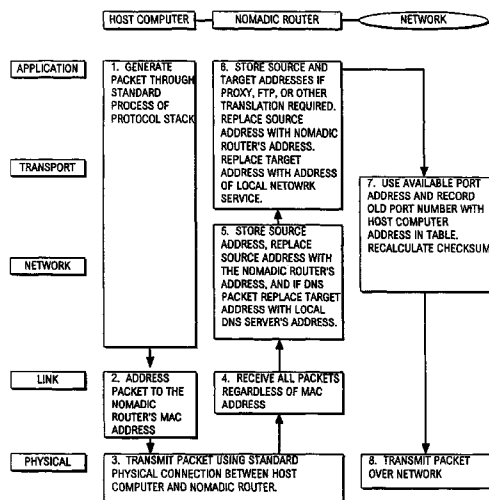 HOST COMPUTER
NOMADIC ROUTER
NETWORK
APPLICATION
TRANSPORT
NETWORK
LINK
PHYSICAL
1. GENERATE
PACKET THROUGH
STANDARD
PROCESS OF
PROTOCOL STACK
2. ADDRESS
PACKET TO THE
NOMADIC
ROUTER'S MAC
ADDRESS
3. TRANSMIT PACKET USING STANDARD
PHYSICAL CONNECTION BETWEEN HOST
COMPUTER AND NOMADIC ROUTER.
4. RECEIVE ALL PACKETS
REGARDLESS OF MAC
ADDRESS
6. STORE SOURCE
ADDRESS, REPLACE
SOURCE ADDRESS WITH
THE NOMADIC ROUTER'S
ADDRESS, AND IF DNS
PACKET REPLACE TARGET
ADDRESS WITH LOCAL
DNS SERVER'S ADDRESS.
6. STORE SOURCE AND
TARGET ADDRESSES IF
PROXY, FTP, OR OTHER
TRANSLATION REQUIRED.
REPLACE SOURCE
ADDRESS WITH NOMADIC
ROUTER'S ADDRESS.
REPLACE TARGET
ADDRESS WITH ADDRESS
OF LOCAL NETOWRK
SERVICE.
7. USE AVAILABLE PORT
ADDRESS AND RECORD
OLD PORT NUMBER WITH
HOST COMPUTER
ADDRESS IN TABLE.
RECALCULATE CHECKSUM
8. TRANSMIT PACKET
OVER NETWORK